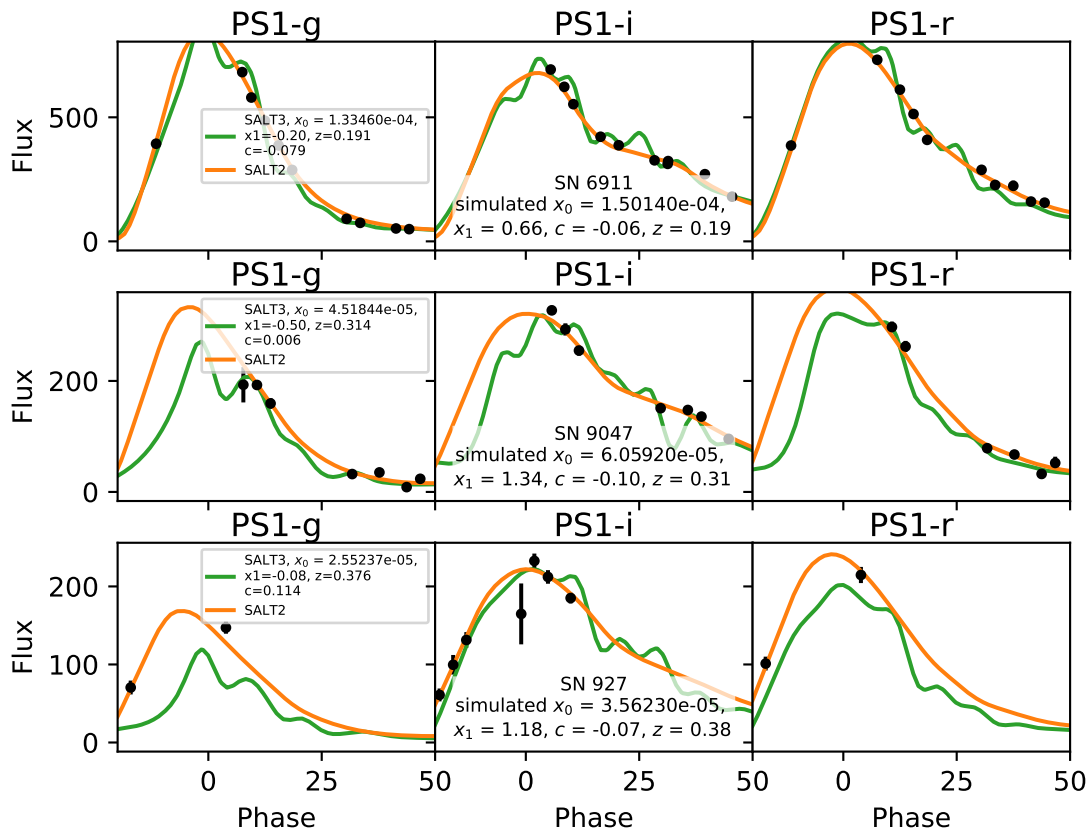 PS1-g PS1-i PS1-r
Flux
500
0
SALT3, x₀ = 1.33460e-04,
x1=-0.20, z=0.191
c=-0.079
SALT2
SN 6911
simulated x₀ = 1.50140e-04,
x₁ = 0.66, c = -0.06, z = 0.19
PS1-g PS1-i PS1-r
Flux
200
0
SALT3, x₀ = 4.51844e-05,
x1=-0.50, z=0.314
c=0.006
SALT2
SN 9047
simulated x₀ = 6.05920e-05,
x₁ = 1.34, c = -0.10, z = 0.31
PS1-g PS1-i PS1-r
Flux
200
100
0
SALT3, x₀ = 2.55237e-05,
x1=-0.08, z=0.376
c=0.114
SALT2
SN 927
simulated x₀ = 3.56230e-05,
x₁ = 1.18, c = -0.07, z = 0.38
0 25 50 0 25 50 0 25 50
Phase Phase Phase